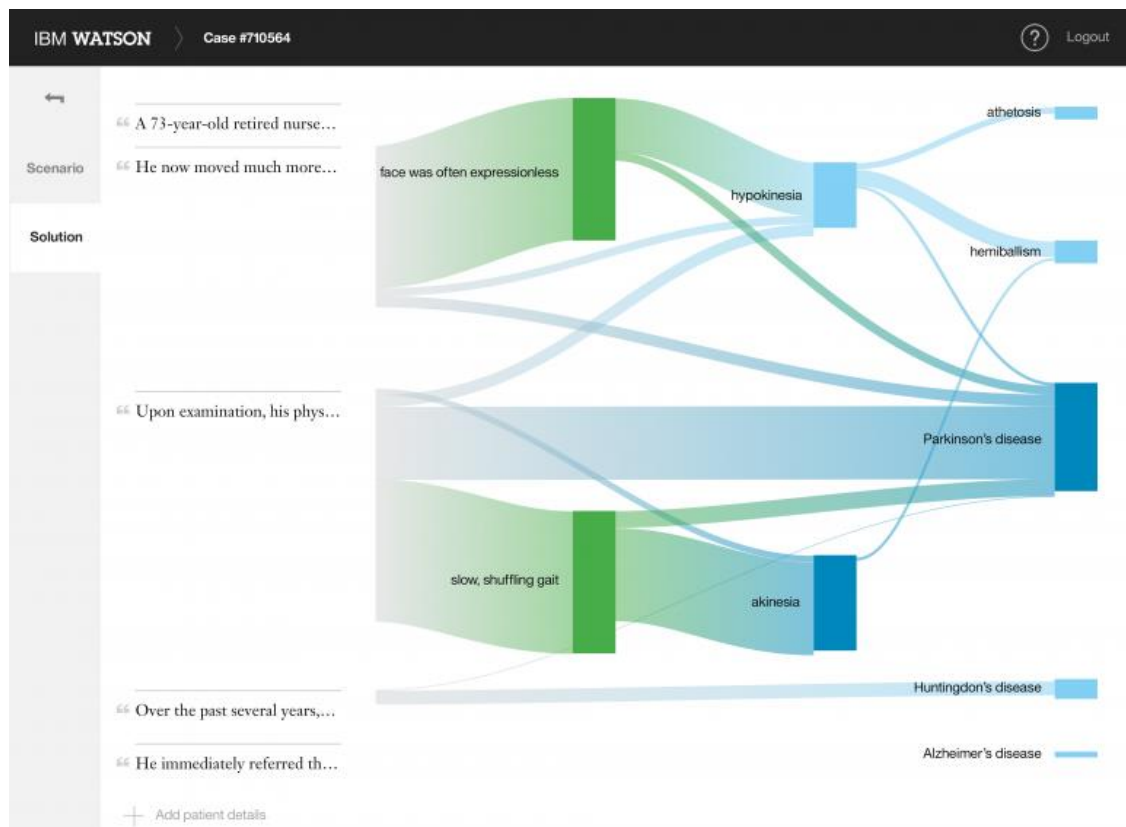 IBM WATSON
Case #710564
?
Logout
Scenario
Solution
“ A 73-year-old retired nurse…
“ He now moved much more…
“ Upon examination, his phys…
“ Over the past several years,…
“ He immediately referred th…
Add patient details
face was often expressionless
slow, shuffling gait
hypokinesia
akinesia
athetosis
hemiballism
Parkinson's disease
Huntingdon's disease
Alzheimer's disease